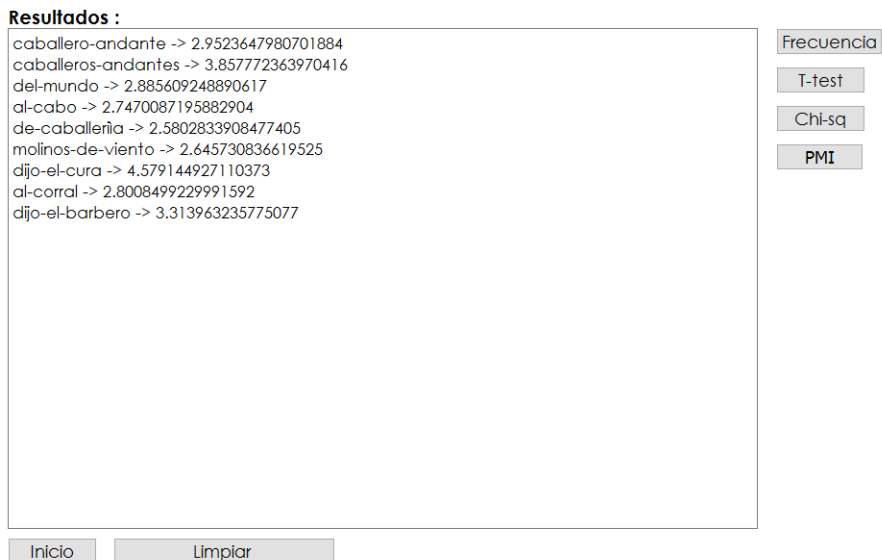 Resultados :
caballero-andante -> 2.9523647980701884
caballeros-andantes -> 3.857772363970416
del-mundo -> 2.885609248890617
al-cabo -> 2.7470087195882904
de-caballerìia -> 2.5802833908477405
molinos-de-viento -> 2.645730836619525
dijo-el-cura -> 4.579144927110373
al-corral -> 2.8008499229991592
dijo-el-barbero -> 3.313963235775077
Frecuencia
T-test
Chi-sq
PMI
Inicio
Limpiar